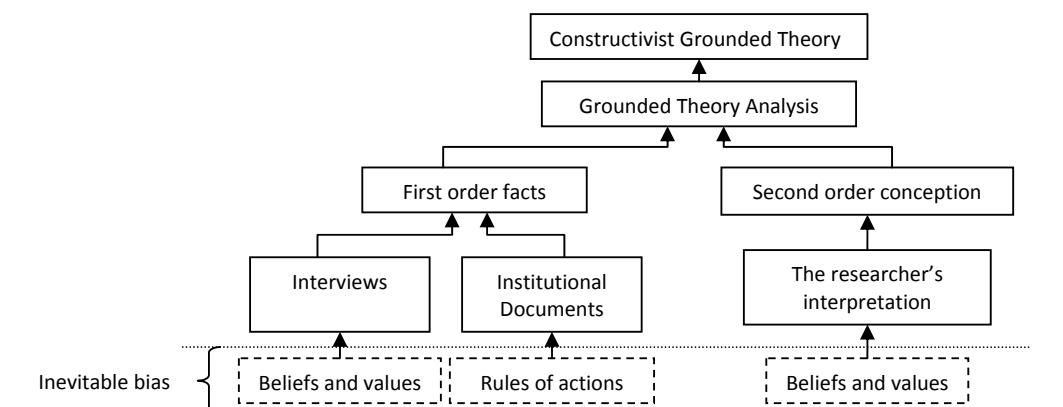 Constructivist Grounded Theory
Grounded Theory Analysis
First order facts
Second order conception
Interviews
Institutional
Documents
The researcher’s
interpretation
Inevitable bias
Beliefs and values
Rules of actions
Beliefs and values